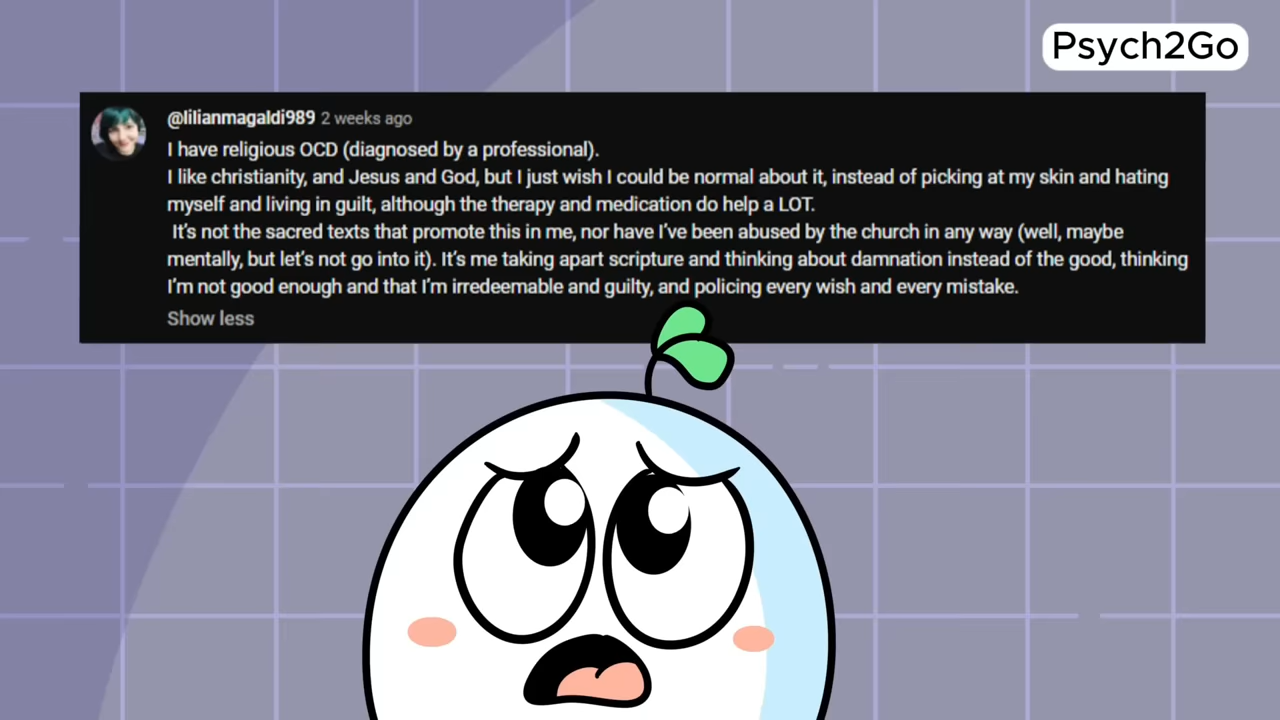 Psych2Go
@lilianmagaldi989 2 weeks ago
I have religious OCD (diagnosed by a professional).
I like christianity, and Jesus and God, but I just wish I could be normal about it, instead of picking at my skin and hating
myself and living in guilt, although the therapy and medication do help a LOT.
It's not the sacred texts that promote this in me, nor have I've been abused by the church in any way (well, maybe
mentally, but let's not go into it). It's me taking apart scripture and thinking about damnation instead of the good, thinking
I'm not good enough and that I'm irredeemable and guilty, and policing every wish and every mistake.
Show less